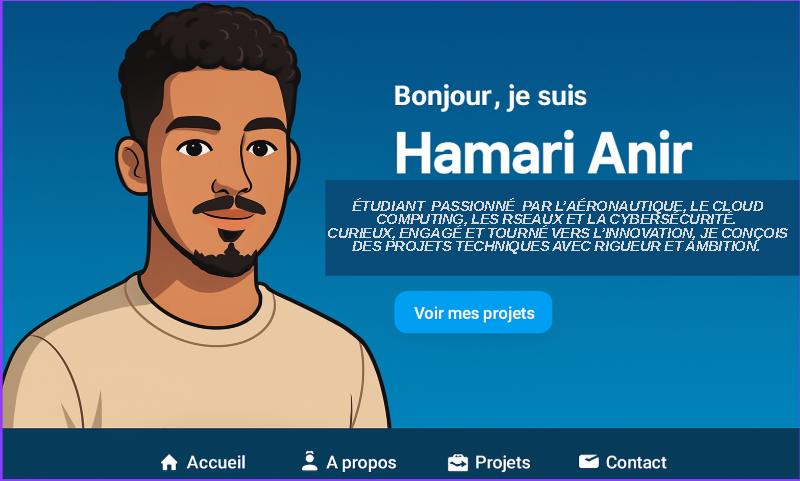 Bonjour, je suis
Hamari Anir
ÉTUDIANT PASSIONNÉ PAR L'AÉRONAUTIQUE, LE CLOUD
COMPUTING, LES RSEAUX ET LA CYBERSÉCURITÉ.
CURIEUX, ENGAGÉ ET TOURNÉ VERS L'INNOVATION, JE CONÇOIS
DES PROJETS TECHNIQUES AVEC RIGUEUR ET AMBITION.
Voir mes projets
Accueil A propos Projets Contact